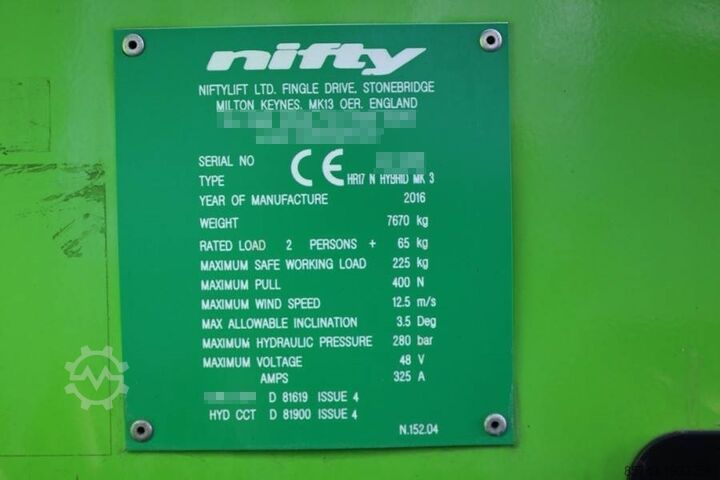 nifty
NIFTYLIFT LTD. FINGLE DRIVE, STONEBRIDGE
MILTON KEYNES, MK13 OER, ENGLAND
SERIAL NO
CE
TYPE HR17 N HYBRID MK 3
YEAR OF MANUFACTURE 2016
WEIGHT 7670 kg
RATED LOAD 2 PERSONS + 65 kg
MAXIMUM SAFE WORKING LOAD 225 kg
MAXIMUM PULL 400 N
MAXIMUM WIND SPEED 12.5 m/s
MAX ALLOWABLE INCLINATION 3.5 Deg
MAXIMUM HYDRAULIC PRESSURE 280 bar
MAXIMUM VOLTAGE 48 V
AMPS 325 A
D 81619 ISSUE 4
HYD CCT D 81900 ISSUE 4
N.152.04